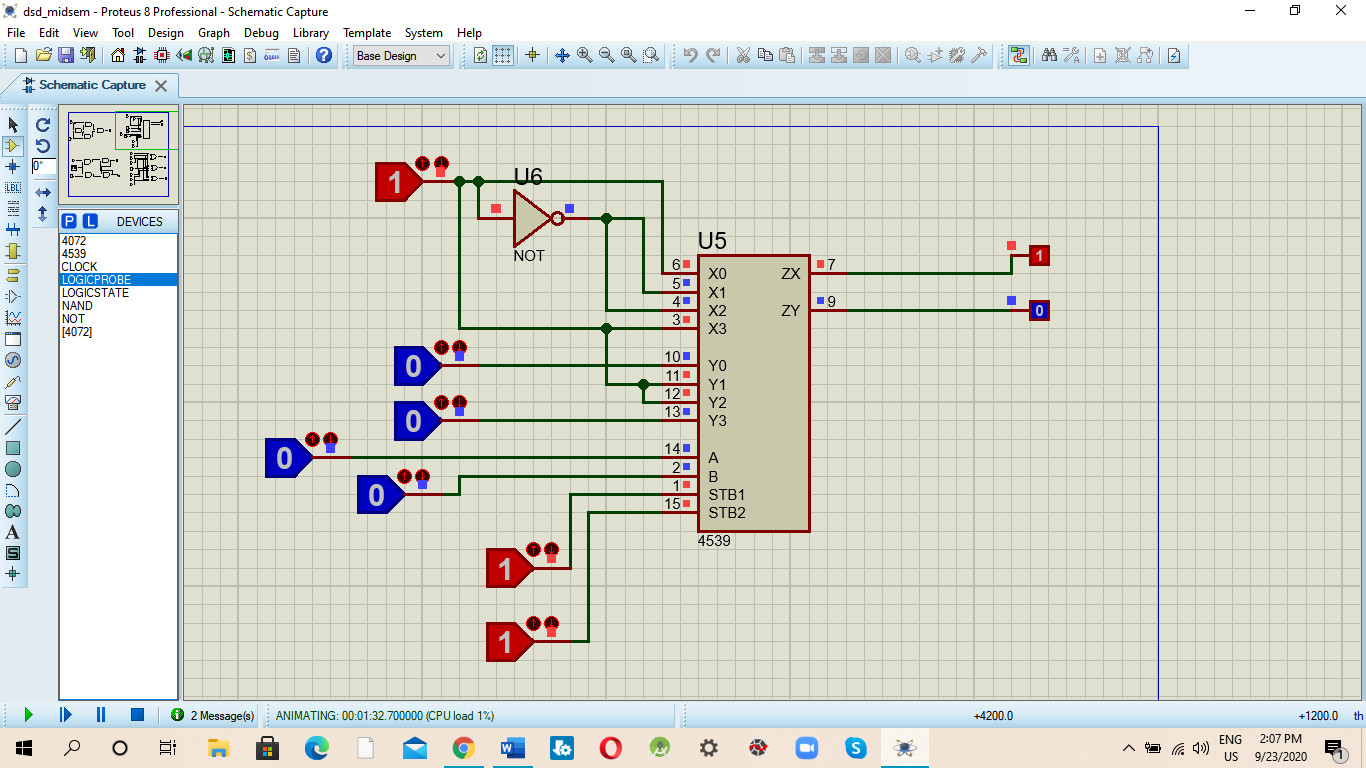 dsd_midsem - Proteus 8 Professional - Schematic Capture
File Edit View Tool Design Graph Debug Library Template System Help
Base Design
Schematic Capture
0°
LBL
P L DEVICES
4072
4539
CLOCK
LOGICPROBE
LOGICSTATE
NAND
NOT
[4072]
A
S
1
U6
NOT
U5
6 X0 ZX 7 1
5 X1
4 X2 ZY 9 0
3 X3
0 10 Y0
11 Y1
12 Y2
0 13 Y3
0 14 A
0 2 B
1 STB1
15 STB2
4539
1
1
2 Message(s) ANIMATING: 00:01:32.700000 (CPU load 1%) +4200.0 +1200.0 th
ENG
US
2:07 PM
9/23/2020
1